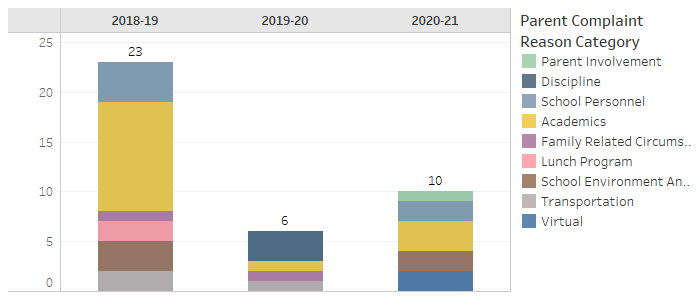 2018-19 2019-20 2020-21
25
20
15
10
5
0
23
6
10
Parent Complaint
Reason Category
Parent Involvement
Discipline
School Personnel
Academics
Family Related Circums..
Lunch Program
School Environment An..
Transportation
Virtual